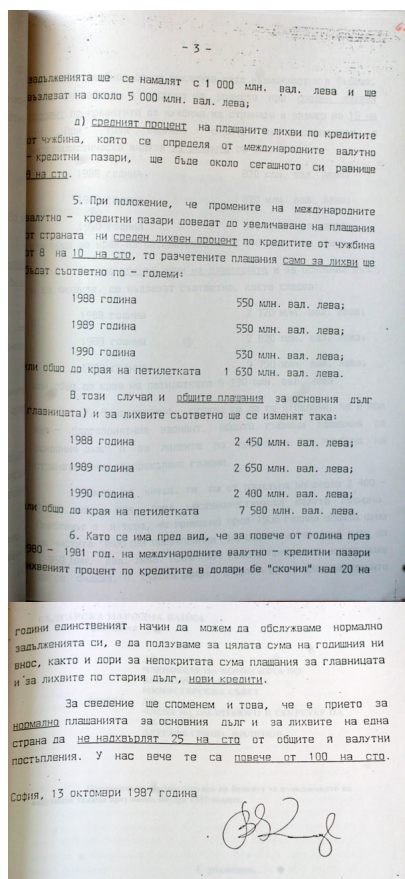 - 3 -
задълженията ще се намалят с 1 000 млн. вал. лева и ще
възлезат на около 5 000 млн. вал. лева;
д) средният процент на плащаните лихви по кредитите
от чужбина, който се определя от международните валутно
- кредитни пазари, ще бъде около сегашното си равнище
8 на сто.
5. При положение, че промените на международните
валутно - кредитни пазари доведат до увеличаване на плащания
от страната ни среден лихвен процент по кредитите от чужбина
от 8 на 10 на сто, то разчетените плащания само за лихви ще
бъдат съответно по - големи:
1988 година 550 млн. вал. лева;
1989 година 550 млн. вал. лева;
1990 година 530 млн. вал. лева;
или общо до края на петилетката 1 630 млн. вал. лева.
В този случай и общите плащания за основния дълг
(главницата) и за лихвите съответно ще се изменят така:
1988 година 2 450 млн. вал. лева;
1989 година 2 650 млн. вал. лева;
1990 година 2 480 млн. вал. лева;
или общо до края на петилетката 7 580 млн. вал. лева.
6. Като се има пред вид, че за повече от година през
1980 - 1981 год. на международните валутно - кредитни пазари
лихвеният процент по кредитите в долари бе "скочил" над 20 на
години единственият начин да можем да обслужваме нормално
задълженията си, е да ползуваме за цялата сума на годишния ни
внос, както и дори за непокритата сума плащания за главницата
и за лихвите по стария дълг, нови кредити.
За сведение ще споменем и това, че е прието за
нормално плащанията за основния дълг и за лихвите на една
страна да не надхвърлят 25 на сто от общите ѝ валутни
постъпления. У нас вече те са повече от 100 на сто.
София, 13 октомври 1987 година